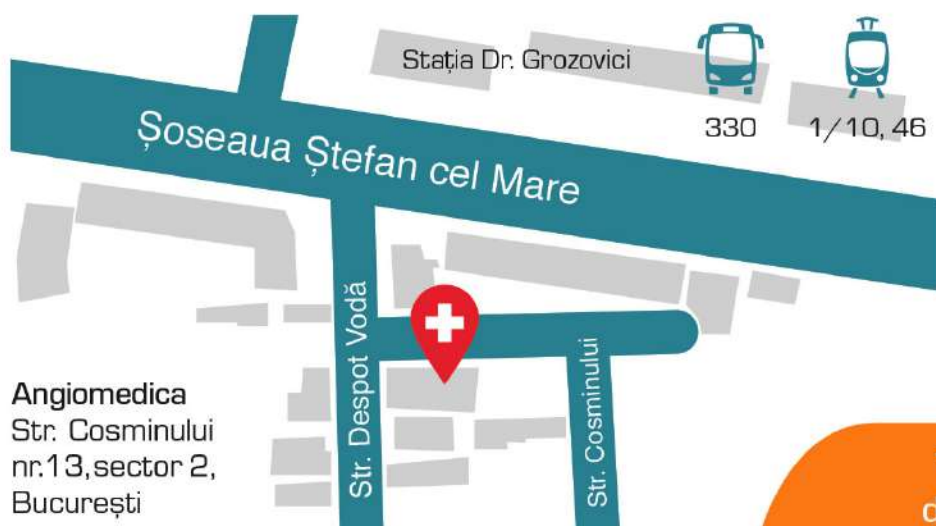 Stația Dr. Grozovici
330
1/10, 46
Șoseaua Ștefan cel Mare
Str. Despot Vodă
Str. Cosminului
Angiomedica
Str. Cosminului
nr.13, sector 2,
București
d